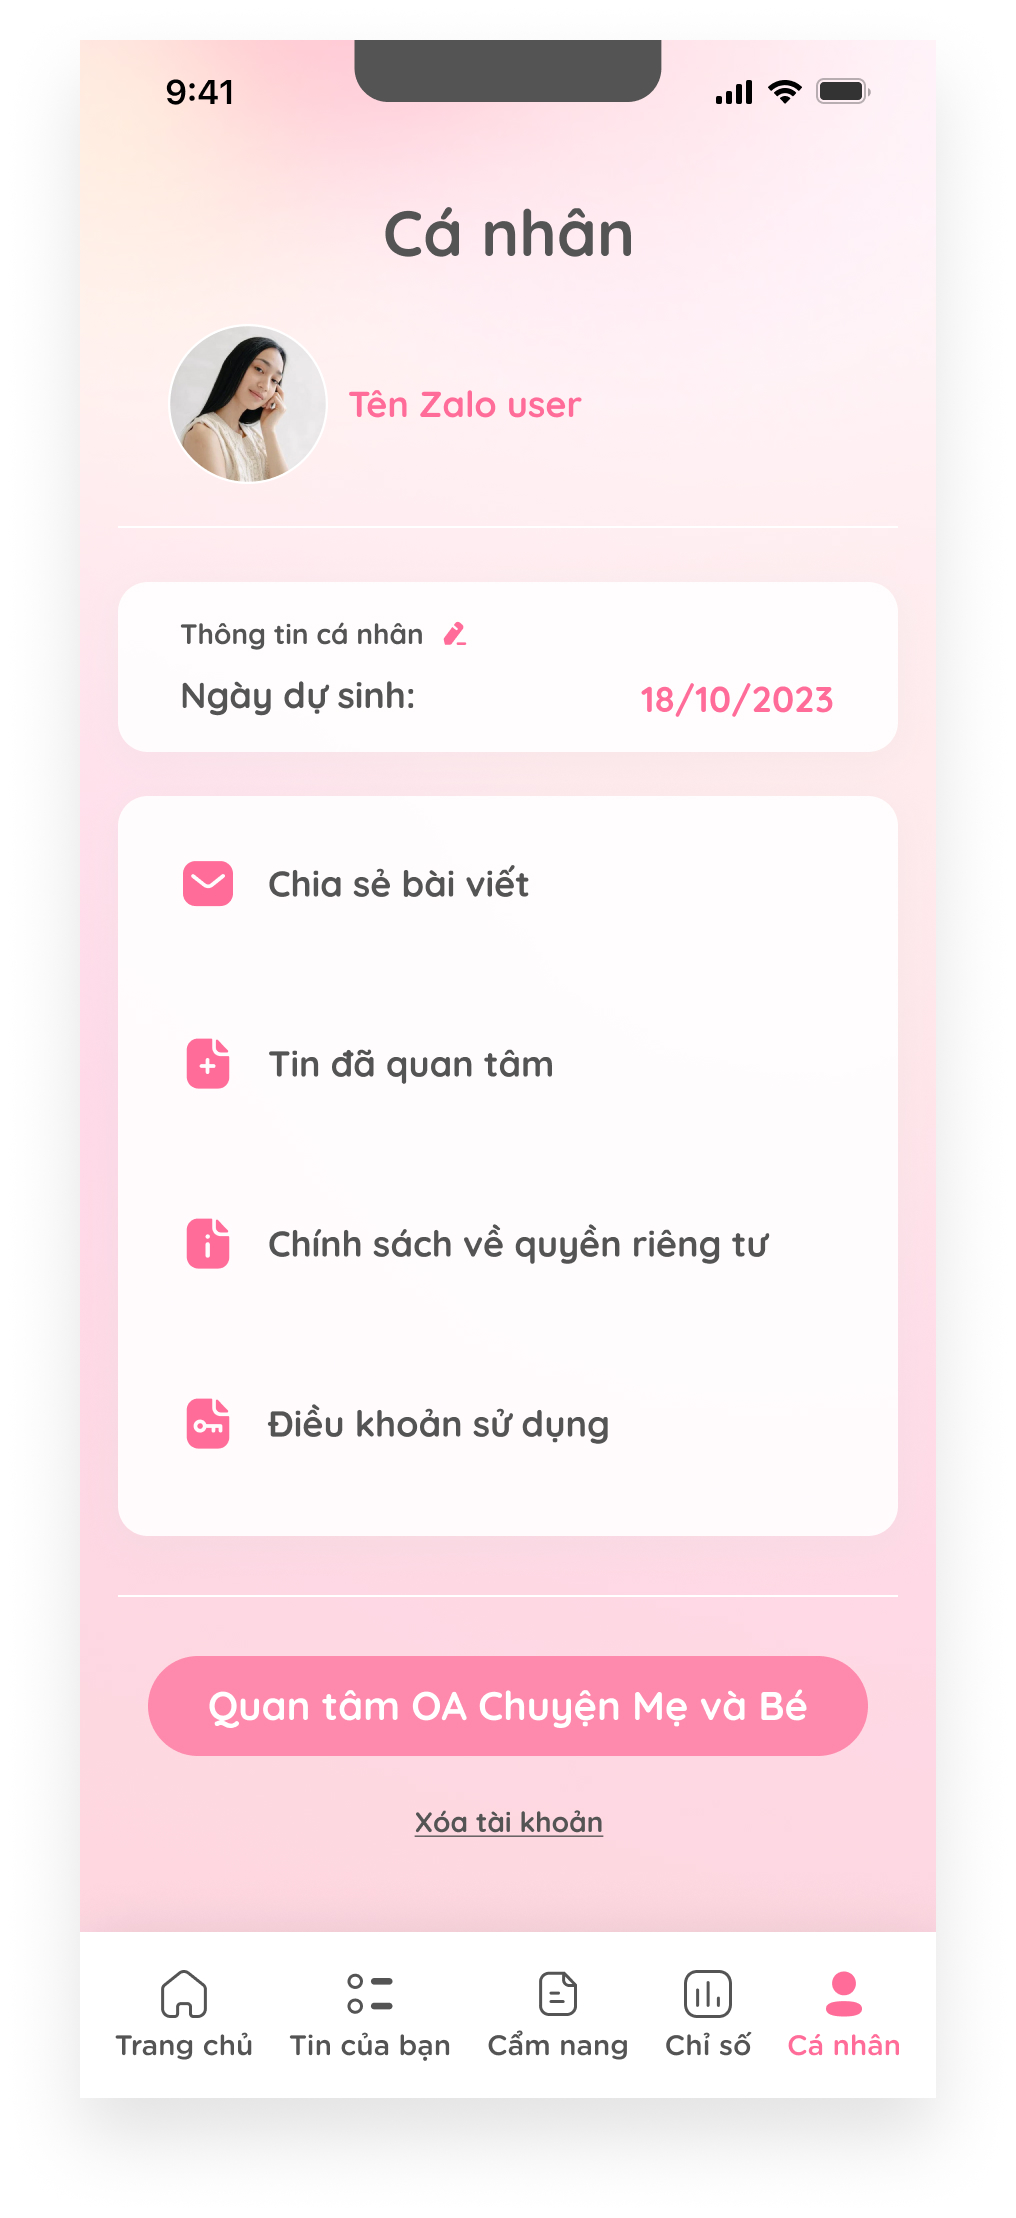 9:41
Cá nhân
Tên Zalo user
Thông tin cá nhân
Ngày dự sinh:
18/10/2023
Chia sẻ bài viết
Tin đã quan tâm
Chính sách về quyền riêng tư
Điều khoản sử dụng
Quan tâm OA Chuyện Mẹ và Bé
Xóa tài khoản
Trang chủ
Tin của bạn
Cẩm nang
Chỉ số
Cá nhân